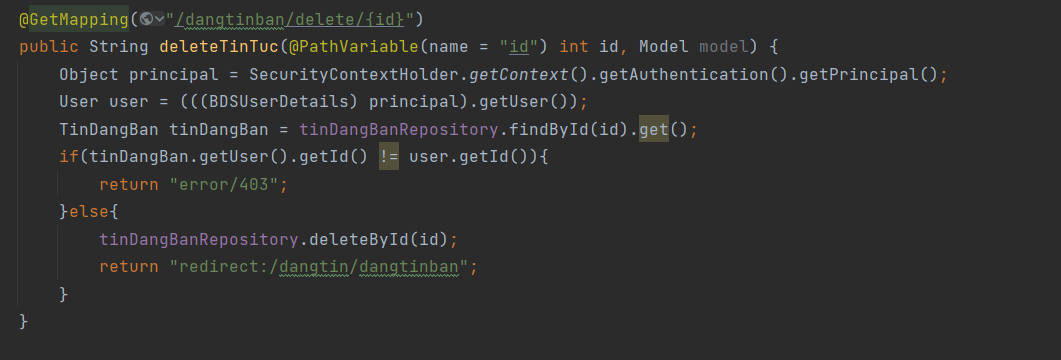 @GetMapping("/dangtinban/delete/{id}")
public String deleteTinTuc(@PathVariable(name = "id") int id, Model model) {
Object principal = SecurityContextHolder.getContext().getAuthentication().getPrincipal();
User user = (((BDSUserDetails) principal).getUser());
TinDangBan tinDangBan = tinDangBanRepository.findById(id).get();
if(tinDangBan.getUser().getId() != user.getId()){
return "error/403";
}else{
tinDangBanRepository.deleteById(id);
return "redirect:/dangtin/dangtinban";
}
}